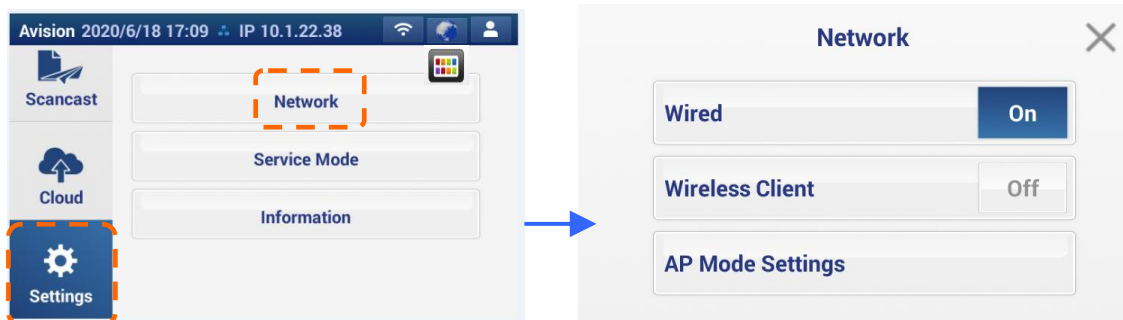 Avision 2020/6/18 17:09 IP 10.1.22.38
Scancast
Cloud
Settings
Network
Service Mode
Information
Network
Wired On
Wireless Client Off
AP Mode Settings